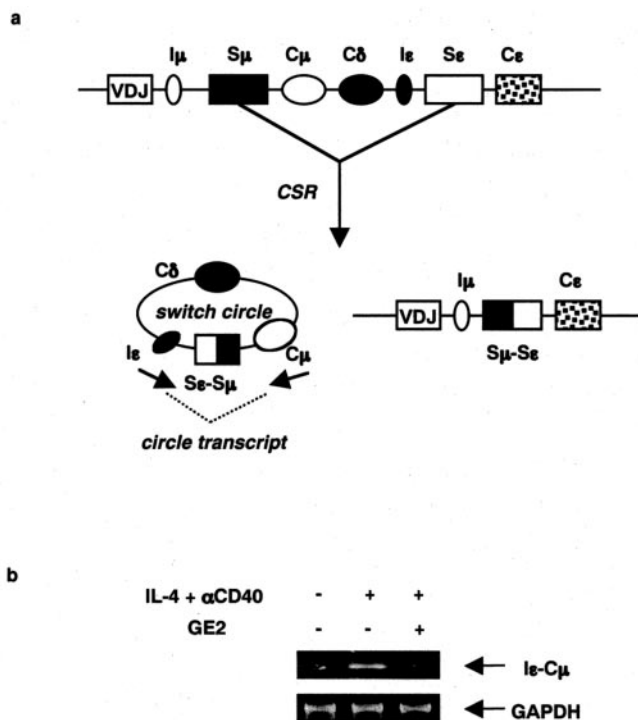 a
Iμ Sμ Cμ Cδ Iε Sε Cε
VDJ
CSR
Cδ
switch circle
Iε Cμ
Sε-Sμ
circle transcript
Iμ Cε
VDJ
Sμ-Sε
b
IL-4 + αCD40 - + +
GE2 - - +
Iε-Cμ
GAPDH